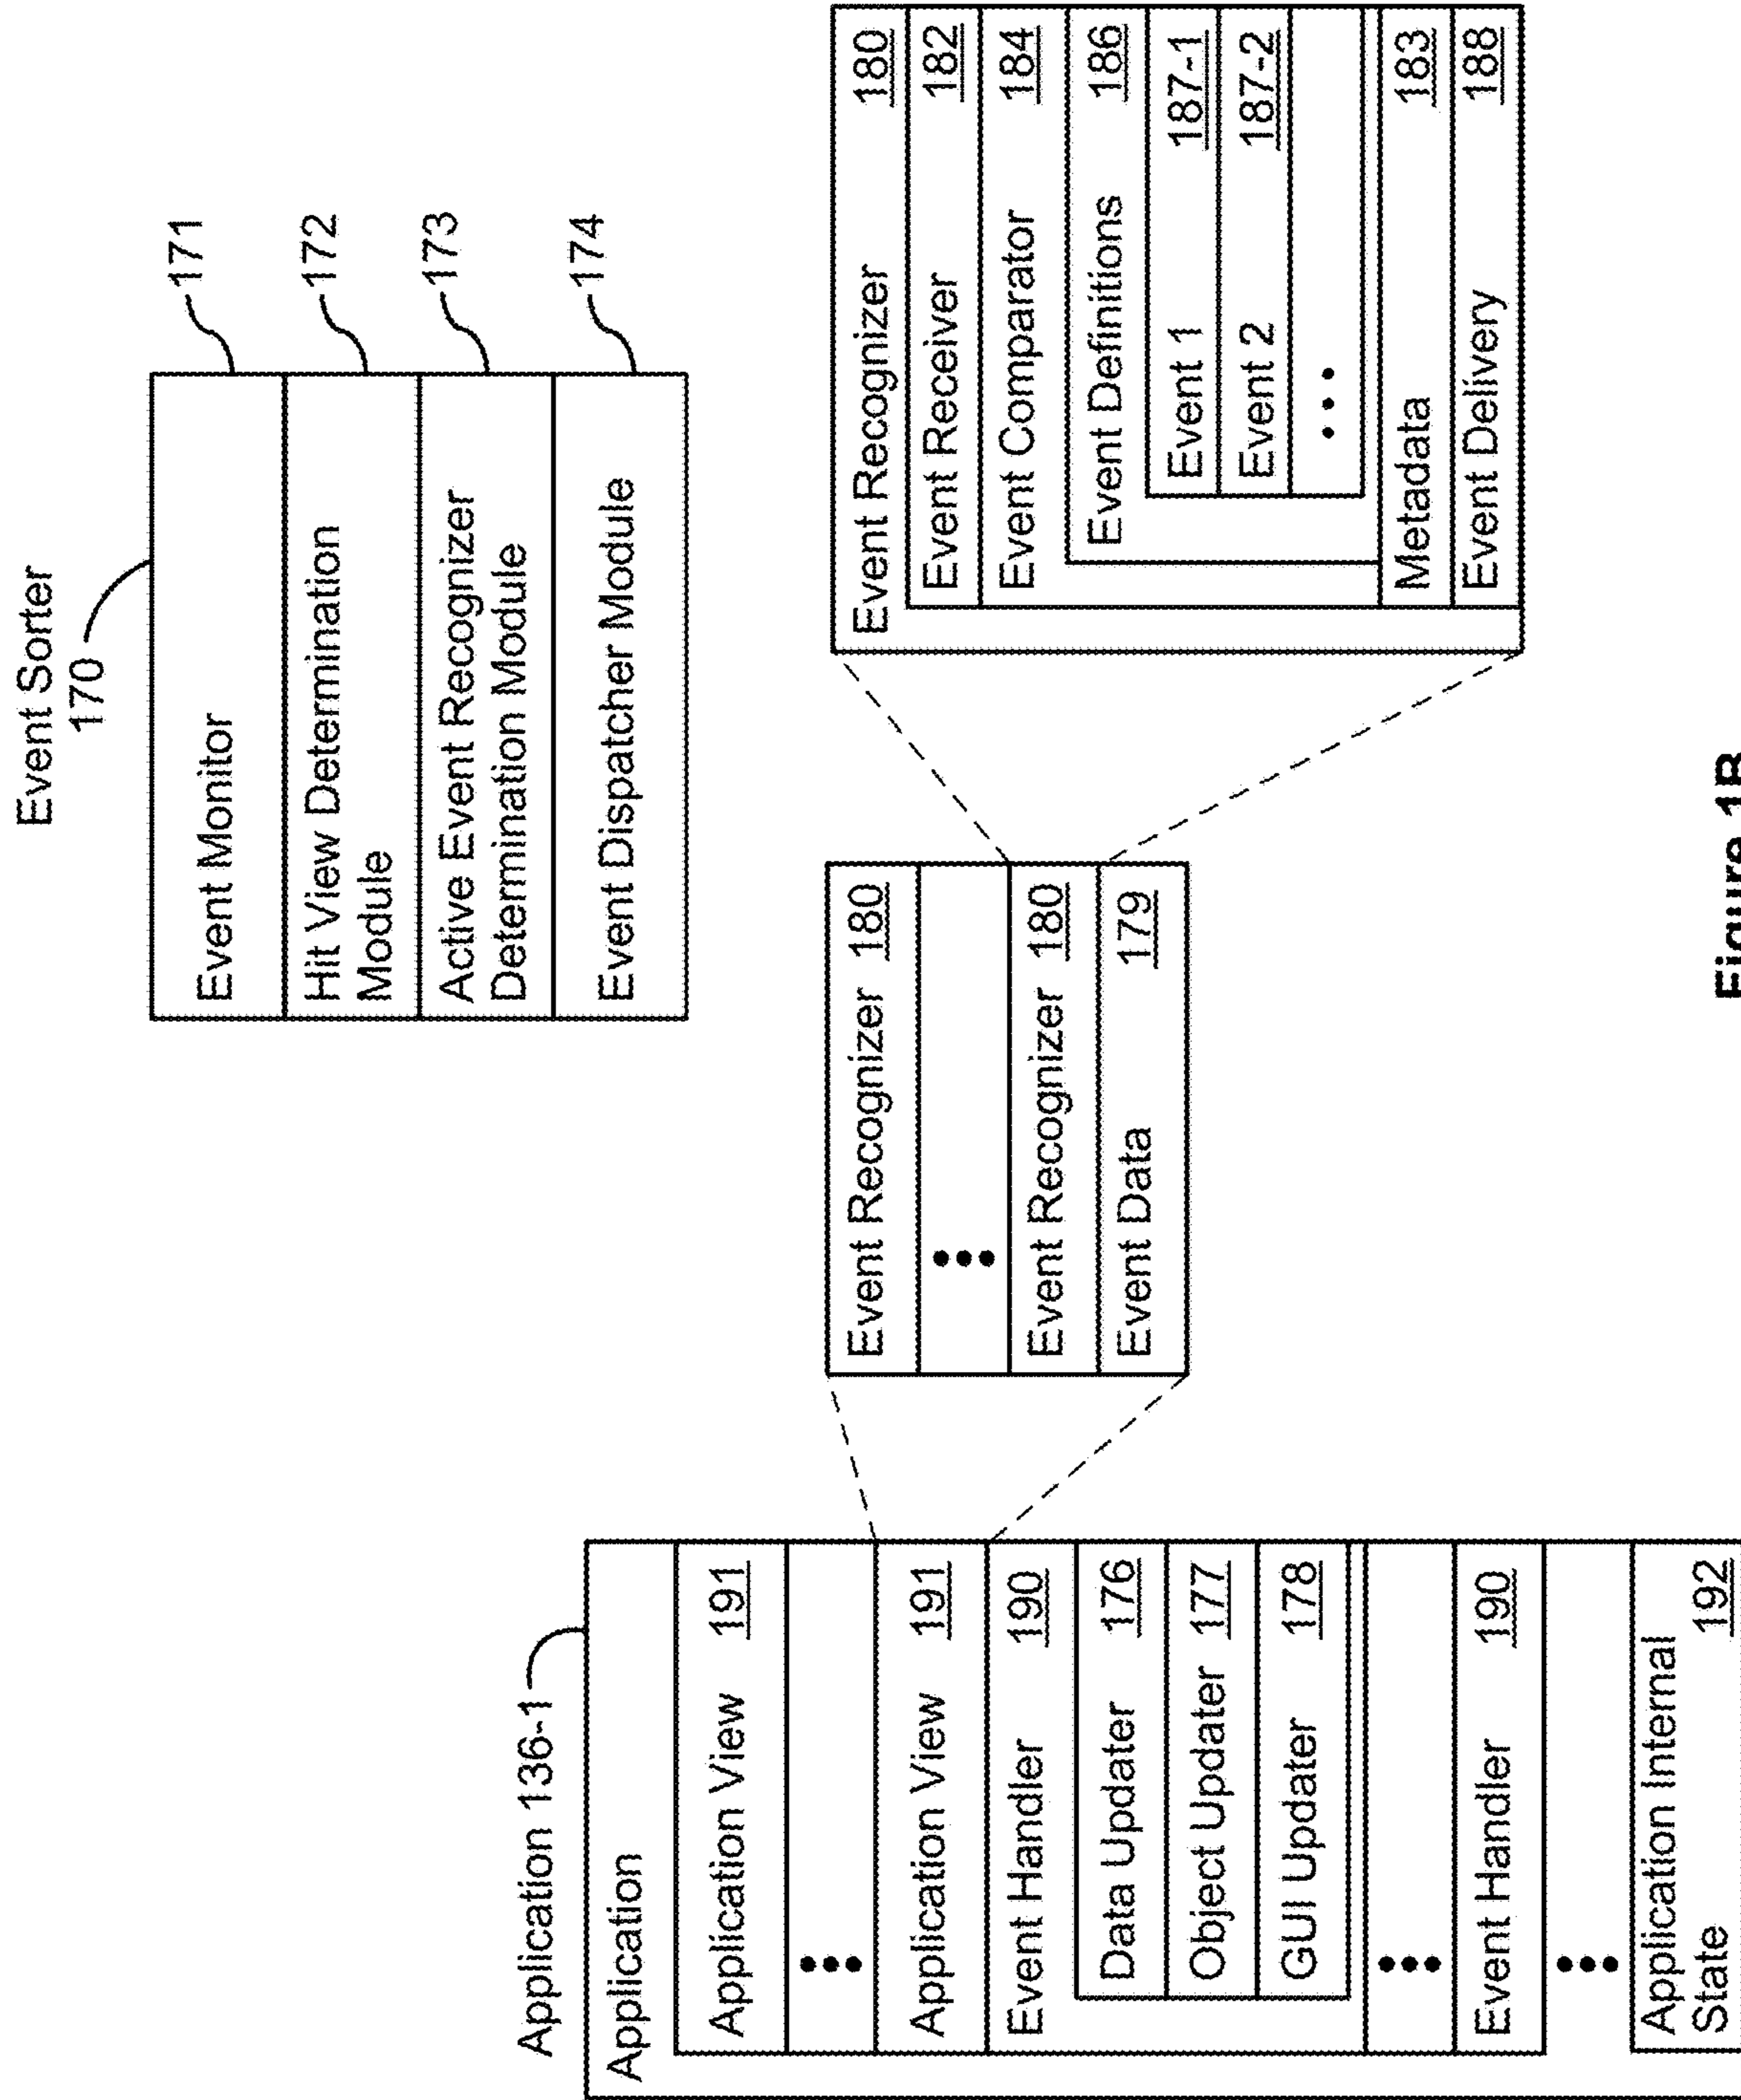 Event Sorter
170
Event Monitor
171
Hit View Determination
Module
172
Active Event Recognizer
Determination Module
173
Event Dispatcher Module
174
Application 136-1
Application
Application View 191
Application View 191
Event Handler 190
Data Updater 176
Object Updater 177
GUI Updater 178
Event Handler 190
Application Internal
State 192
Event Recognizer 180
Event Recognizer 180
Event Data 179
Event Recognizer 180
Event Receiver 182
Event Comparator 184
Event Definitions 186
Event 1 187-1
Event 2 187-2
Metadata 183
Event Delivery 188
Figure 1B